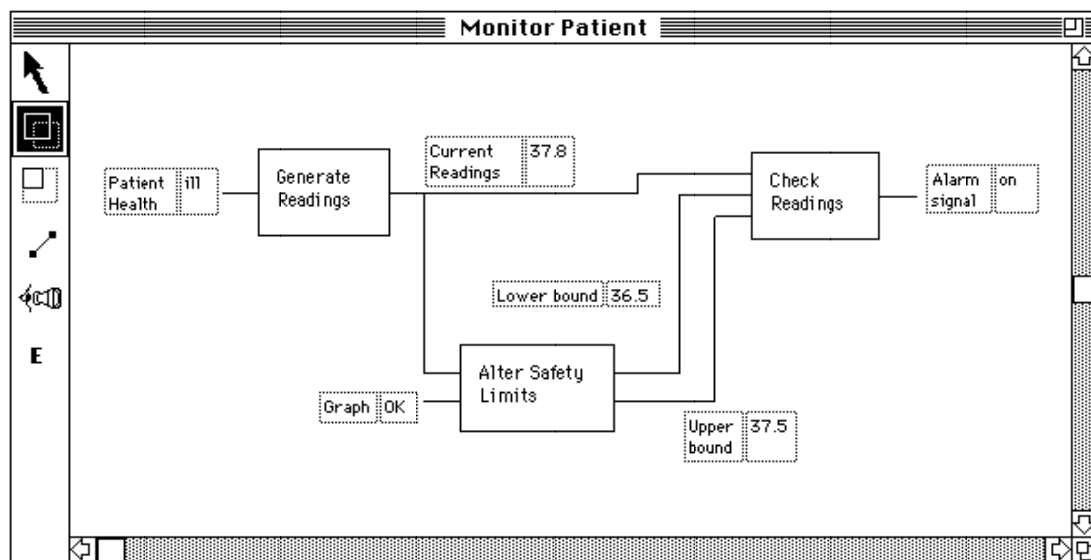 Monitor Patient
Patient
Health
ill
Generate
Readings
Current
Readings
37.8
Check
Readings
Alarm
signal
on
Lower bound
36.5
Alter Safety
Limits
Graph
OK
Upper
bound
37.5
E